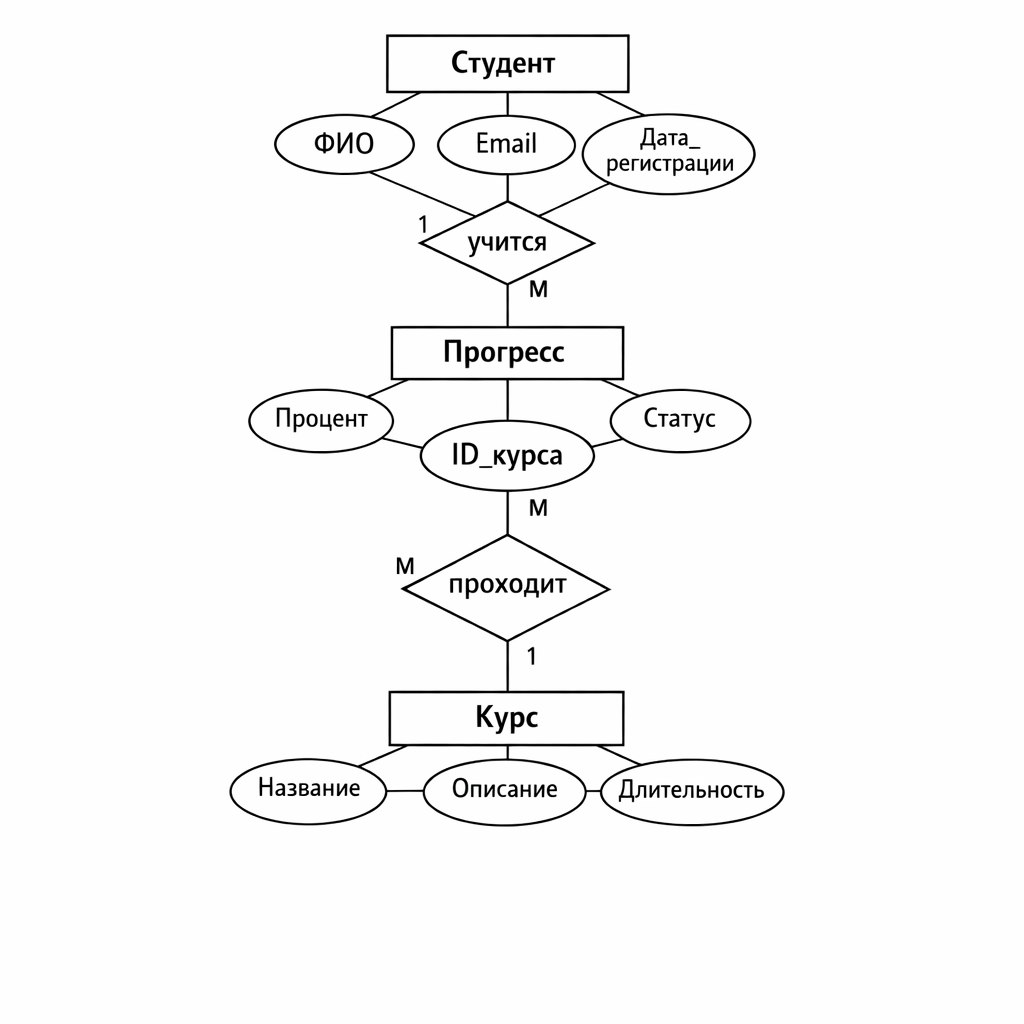 Студент
ФИО
Email
Дата_
регистрации
1
учится
М
Прогресс
Процент
Статус
ID_курса
М
М
проходит
1
Курс
Название
Описание
Длительность